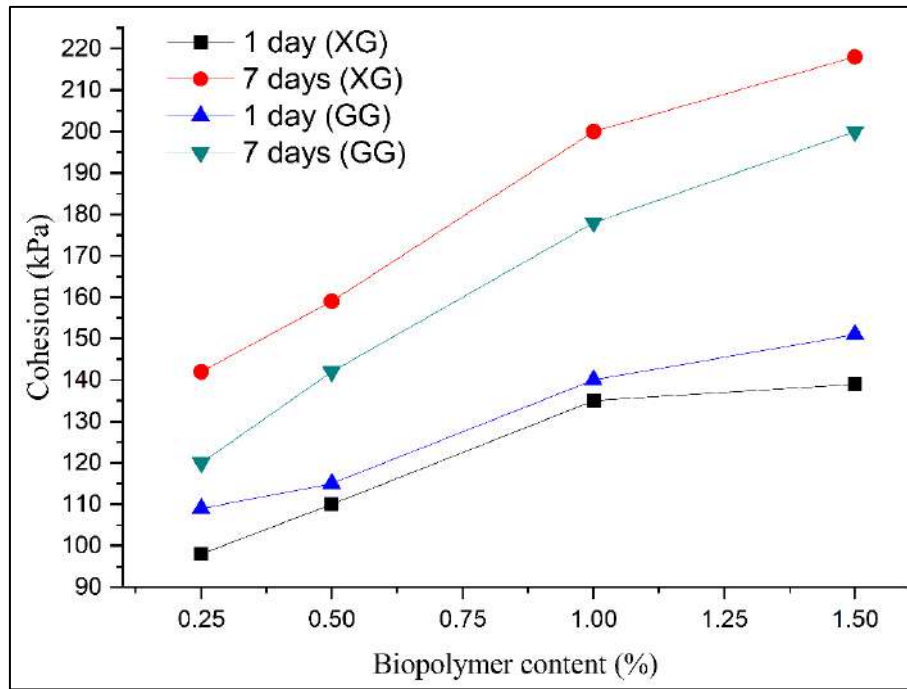 1 day (XG)
7 days (XG)
1 day (GG)
7 days (GG)
220
210
200
190
180
170
160
150
140
130
120
110
100
90
Cohesion (kPa)
0.25 0.50 0.75 1.00 1.25 1.50
Biopolymer content (%)